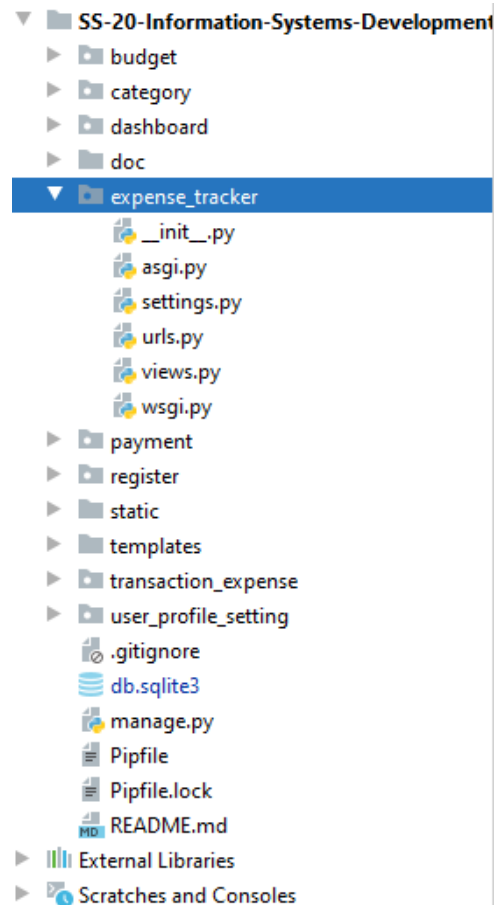 SS-20-Information-Systems-Development
budget
category
dashboard
doc
expense_tracker
__init__.py
asgi.py
settings.py
urls.py
views.py
wsgi.py
payment
register
static
templates
transaction_expense
user_profile_setting
.gitignore
db.sqlite3
manage.py
Pipfile
Pipfile.lock
MD README.md
External Libraries
Scratches and Consoles